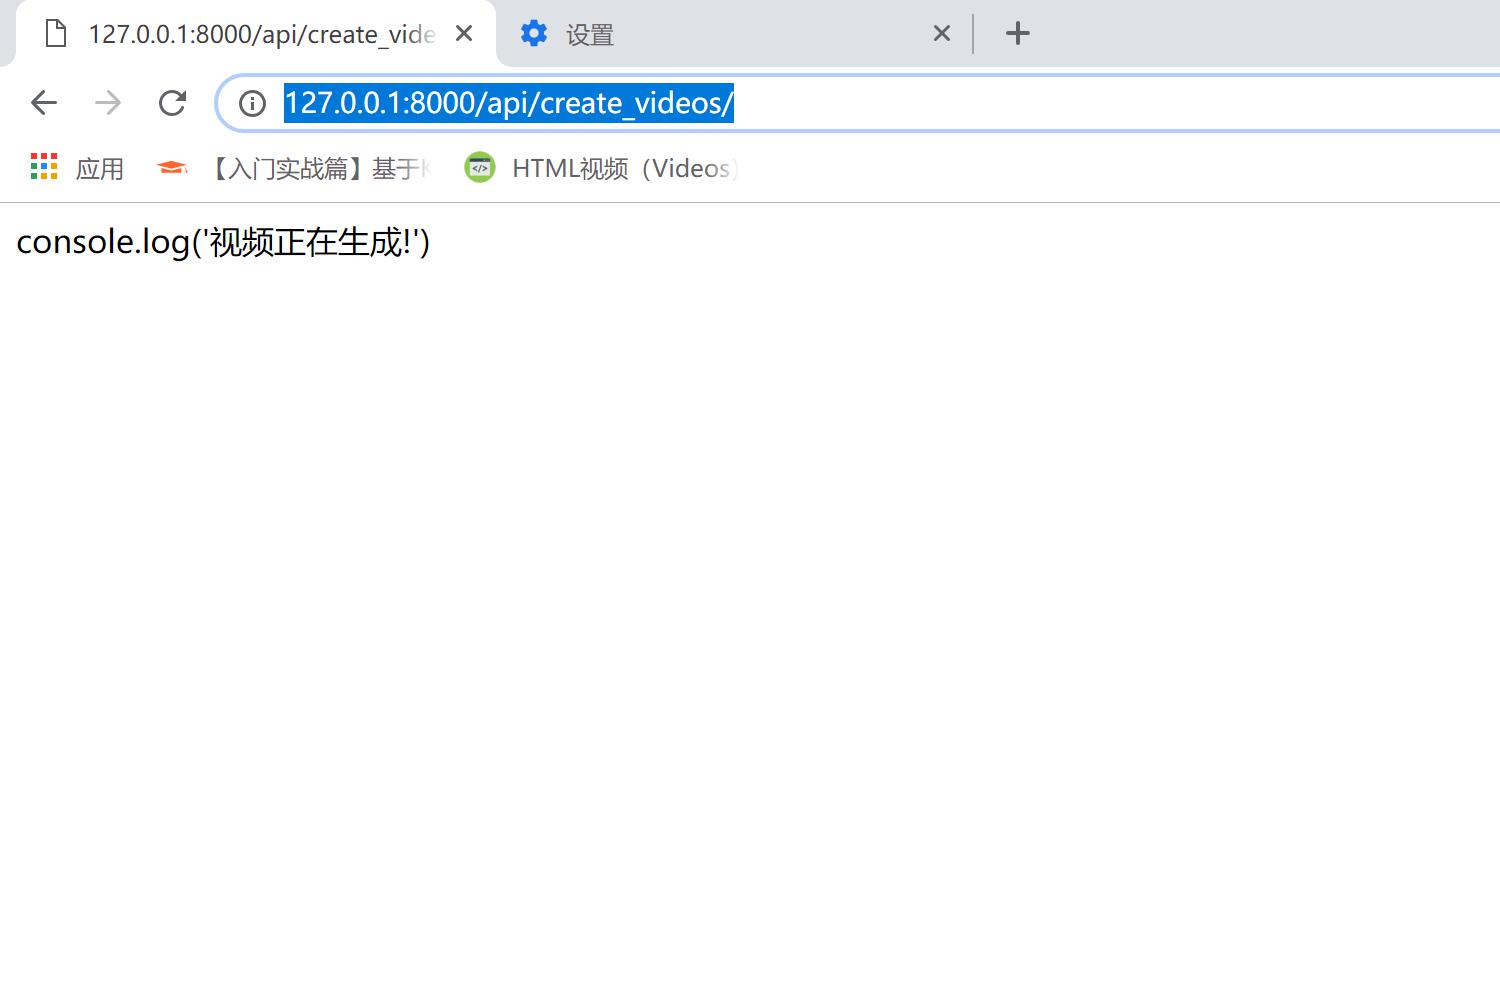 127.0.0.1:8000/api/create_vide
设置
127.0.0.1:8000/api/create_videos/
应用
【入门实战篇】基于K
HTML视频（Videos）
console.log('视频正在生成!')